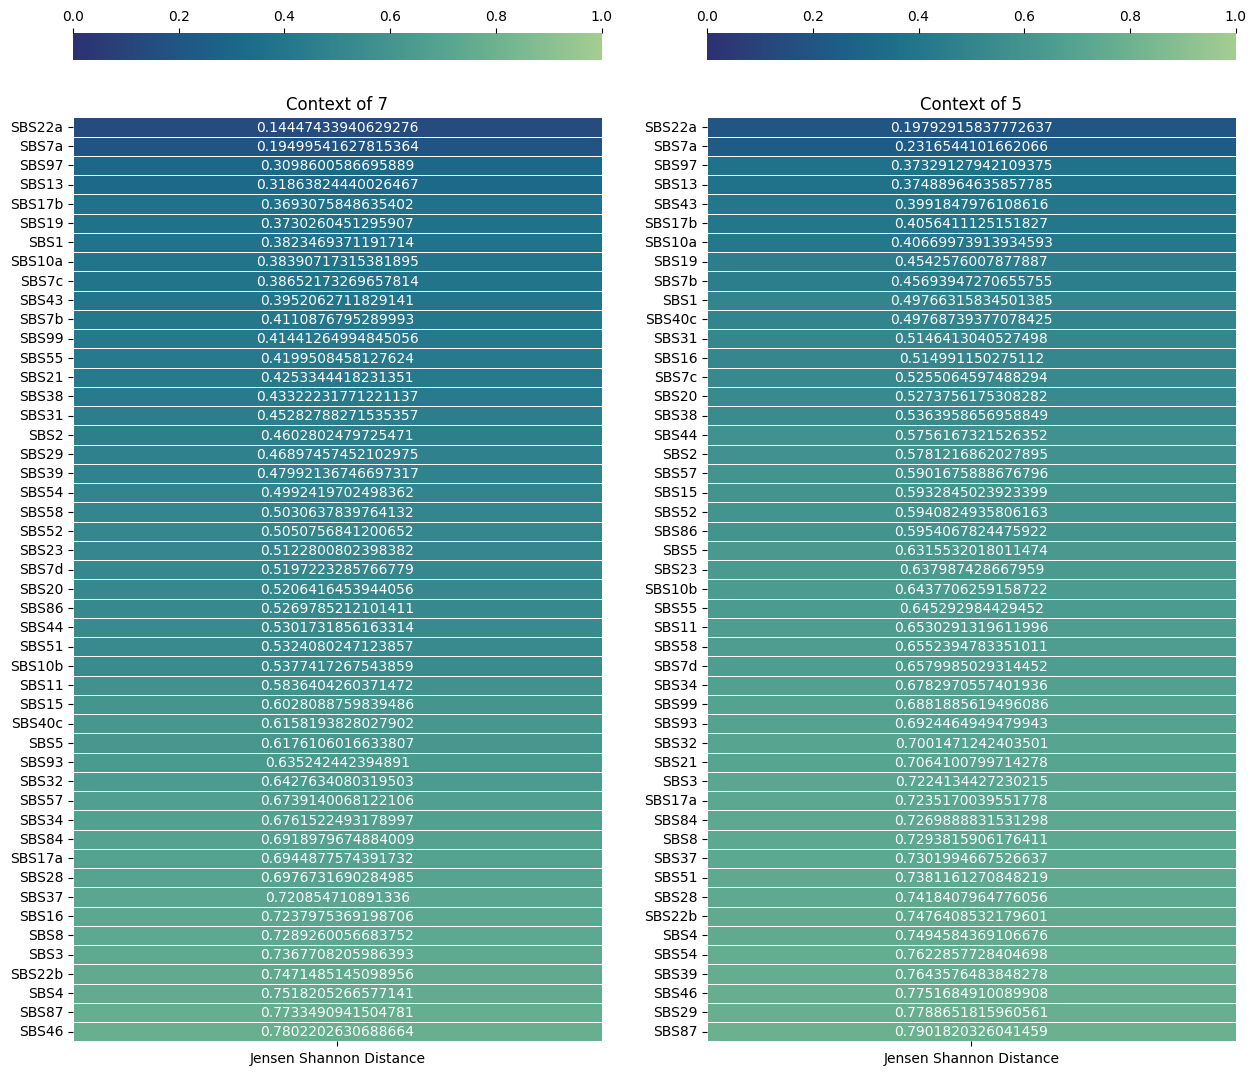 0.0 0.2 0.4 0.6 0.8 1.0
Context of 7
SBS22a 0.14447433940629276
SBS7a 0.19499541627815364
SBS97 0.3098600586695889
SBS13 0.31863824440026467
SBS17b 0.3693075848635402
SBS19 0.3730260451295907
SBS1 0.3823469371191714
SBS10a 0.38390717315381895
SBS7c 0.38652173269657814
SBS43 0.3952062711829141
SBS7b 0.4110876795289993
SBS99 0.41441264994845056
SBS55 0.4199508458127624
SBS21 0.4253344418231351
SBS38 0.43322231771221137
SBS31 0.45282788271535357
SBS2 0.4602802479725471
SBS29 0.46897457452102975
SBS39 0.47992136746697317
SBS54 0.4992419702498362
SBS58 0.5030637839764132
SBS52 0.5050756841200652
SBS23 0.5122800802398382
SBS7d 0.5197223285766779
SBS20 0.5206416453944056
SBS86 0.5269785212101411
SBS44 0.5301731856163314
SBS51 0.5324080247123857
SBS10b 0.5377417267543859
SBS11 0.5836404260371472
SBS15 0.6028088759839486
SBS40c 0.6158193828027902
SBS5 0.6176106016633807
SBS93 0.635242442394891
SBS32 0.6427634080319503
SBS57 0.6739140068122106
SBS34 0.6761522493178997
SBS84 0.6918979674884009
SBS17a 0.6944877574391732
SBS28 0.6976731690284985
SBS37 0.720854710891336
SBS16 0.7237975369198706
SBS8 0.7289260056683752
SBS3 0.7367708205986393
SBS22b 0.7471485145098956
SBS4 0.7518205266577141
SBS87 0.7733490941504781
SBS46 0.7802202630688664
Jensen Shannon Distance
0.0 0.2 0.4 0.6 0.8 1.0
Context of 5
SBS22a 0.19792915837772637
SBS7a 0.2316544101662066
SBS97 0.37329127942109375
SBS13 0.37488964635857785
SBS43 0.3991847976108616
SBS17b 0.4056411125151827
SBS10a 0.40669973913934593
SBS19 0.4542576007877887
SBS7b 0.45693947270655755
SBS1 0.49766315834501385
SBS40c 0.49768739377078425
SBS31 0.5146413040527498
SBS16 0.514991150275112
SBS7c 0.5255064597488294
SBS20 0.5273756175308282
SBS38 0.5363958656958849
SBS44 0.5756167321526352
SBS2 0.5781216862027895
SBS57 0.5901675888676796
SBS15 0.5932845023923399
SBS52 0.5940824935806163
SBS86 0.5954067824475922
SBS5 0.6315532018011474
SBS23 0.637987428667959
SBS10b 0.6437706259158722
SBS55 0.645292984429452
SBS11 0.6530291319611996
SBS58 0.6552394783351011
SBS7d 0.6579985029314452
SBS34 0.6782970557401936
SBS99 0.6881885619496086
SBS93 0.6924464949479943
SBS32 0.7001471242403501
SBS21 0.7064100799714278
SBS3 0.7224134427230215
SBS17a 0.7235170039551778
SBS84 0.7269888831531298
SBS8 0.7293815906176411
SBS37 0.7301994667526637
SBS51 0.7381161270848219
SBS28 0.7418407964776056
SBS22b 0.7476408532179601
SBS4 0.7494584369106676
SBS54 0.7622857728404698
SBS39 0.7643576483848278
SBS46 0.7751684910089908
SBS29 0.7788651815960561
SBS87 0.7901820326041459
Jensen Shannon Distance